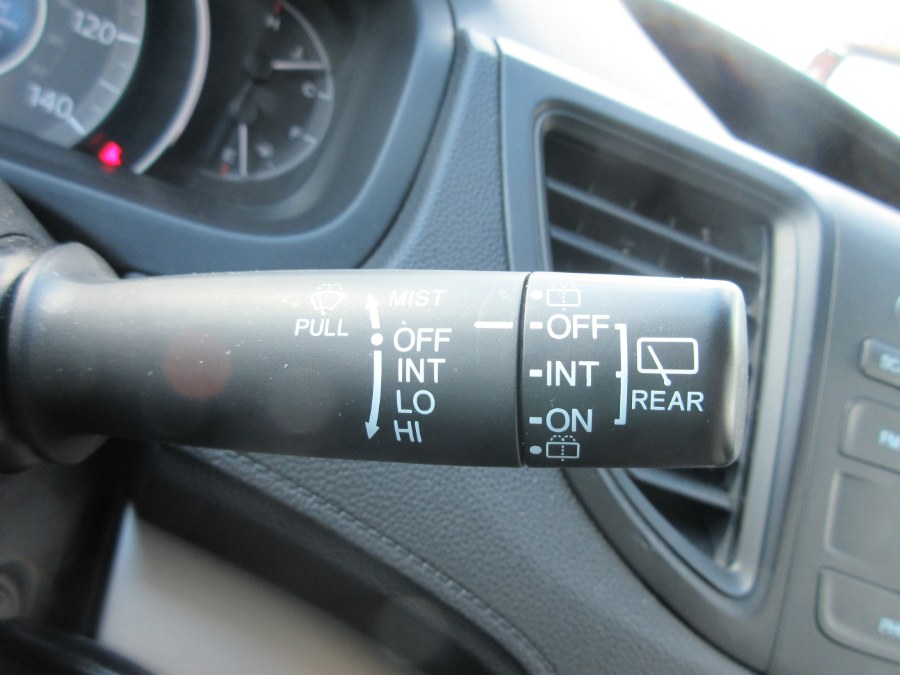 120
140
H
C
F
E
PULL
MIST
OFF
INT
LO
HI
OFF
INT
ON
REAR